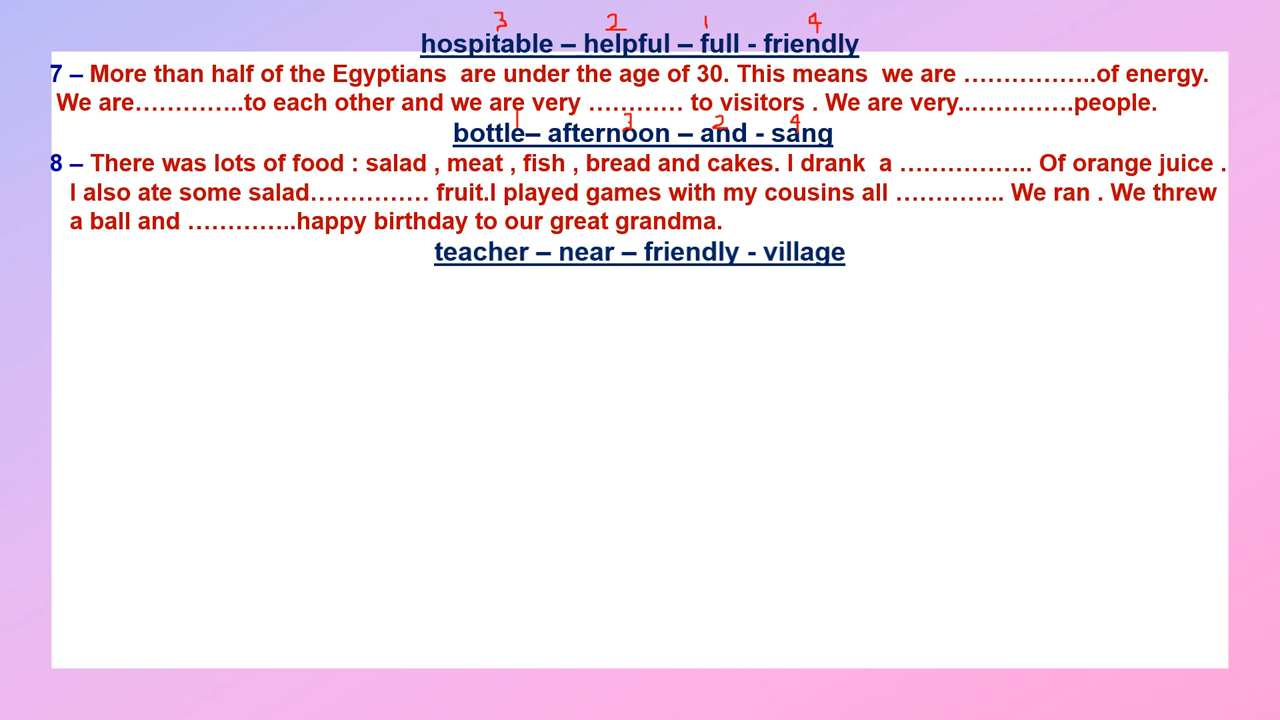 3 2 1 4
hospitable – helpful – full - friendly
7 – More than half of the Egyptians are under the age of 30. This means we are ……………..of energy.
We are…………..to each other and we are very ………… to visitors . We are very..………….people.
1 3 2 4
bottle– afternoon – and - sang
8 – There was lots of food : salad , meat , fish , bread and cakes. I drank a …………….. Of orange juice .
I also ate some salad…………… fruit.I played games with my cousins all ………….. We ran . We threw
a ball and …………..happy birthday to our great grandma.
teacher – near – friendly - village